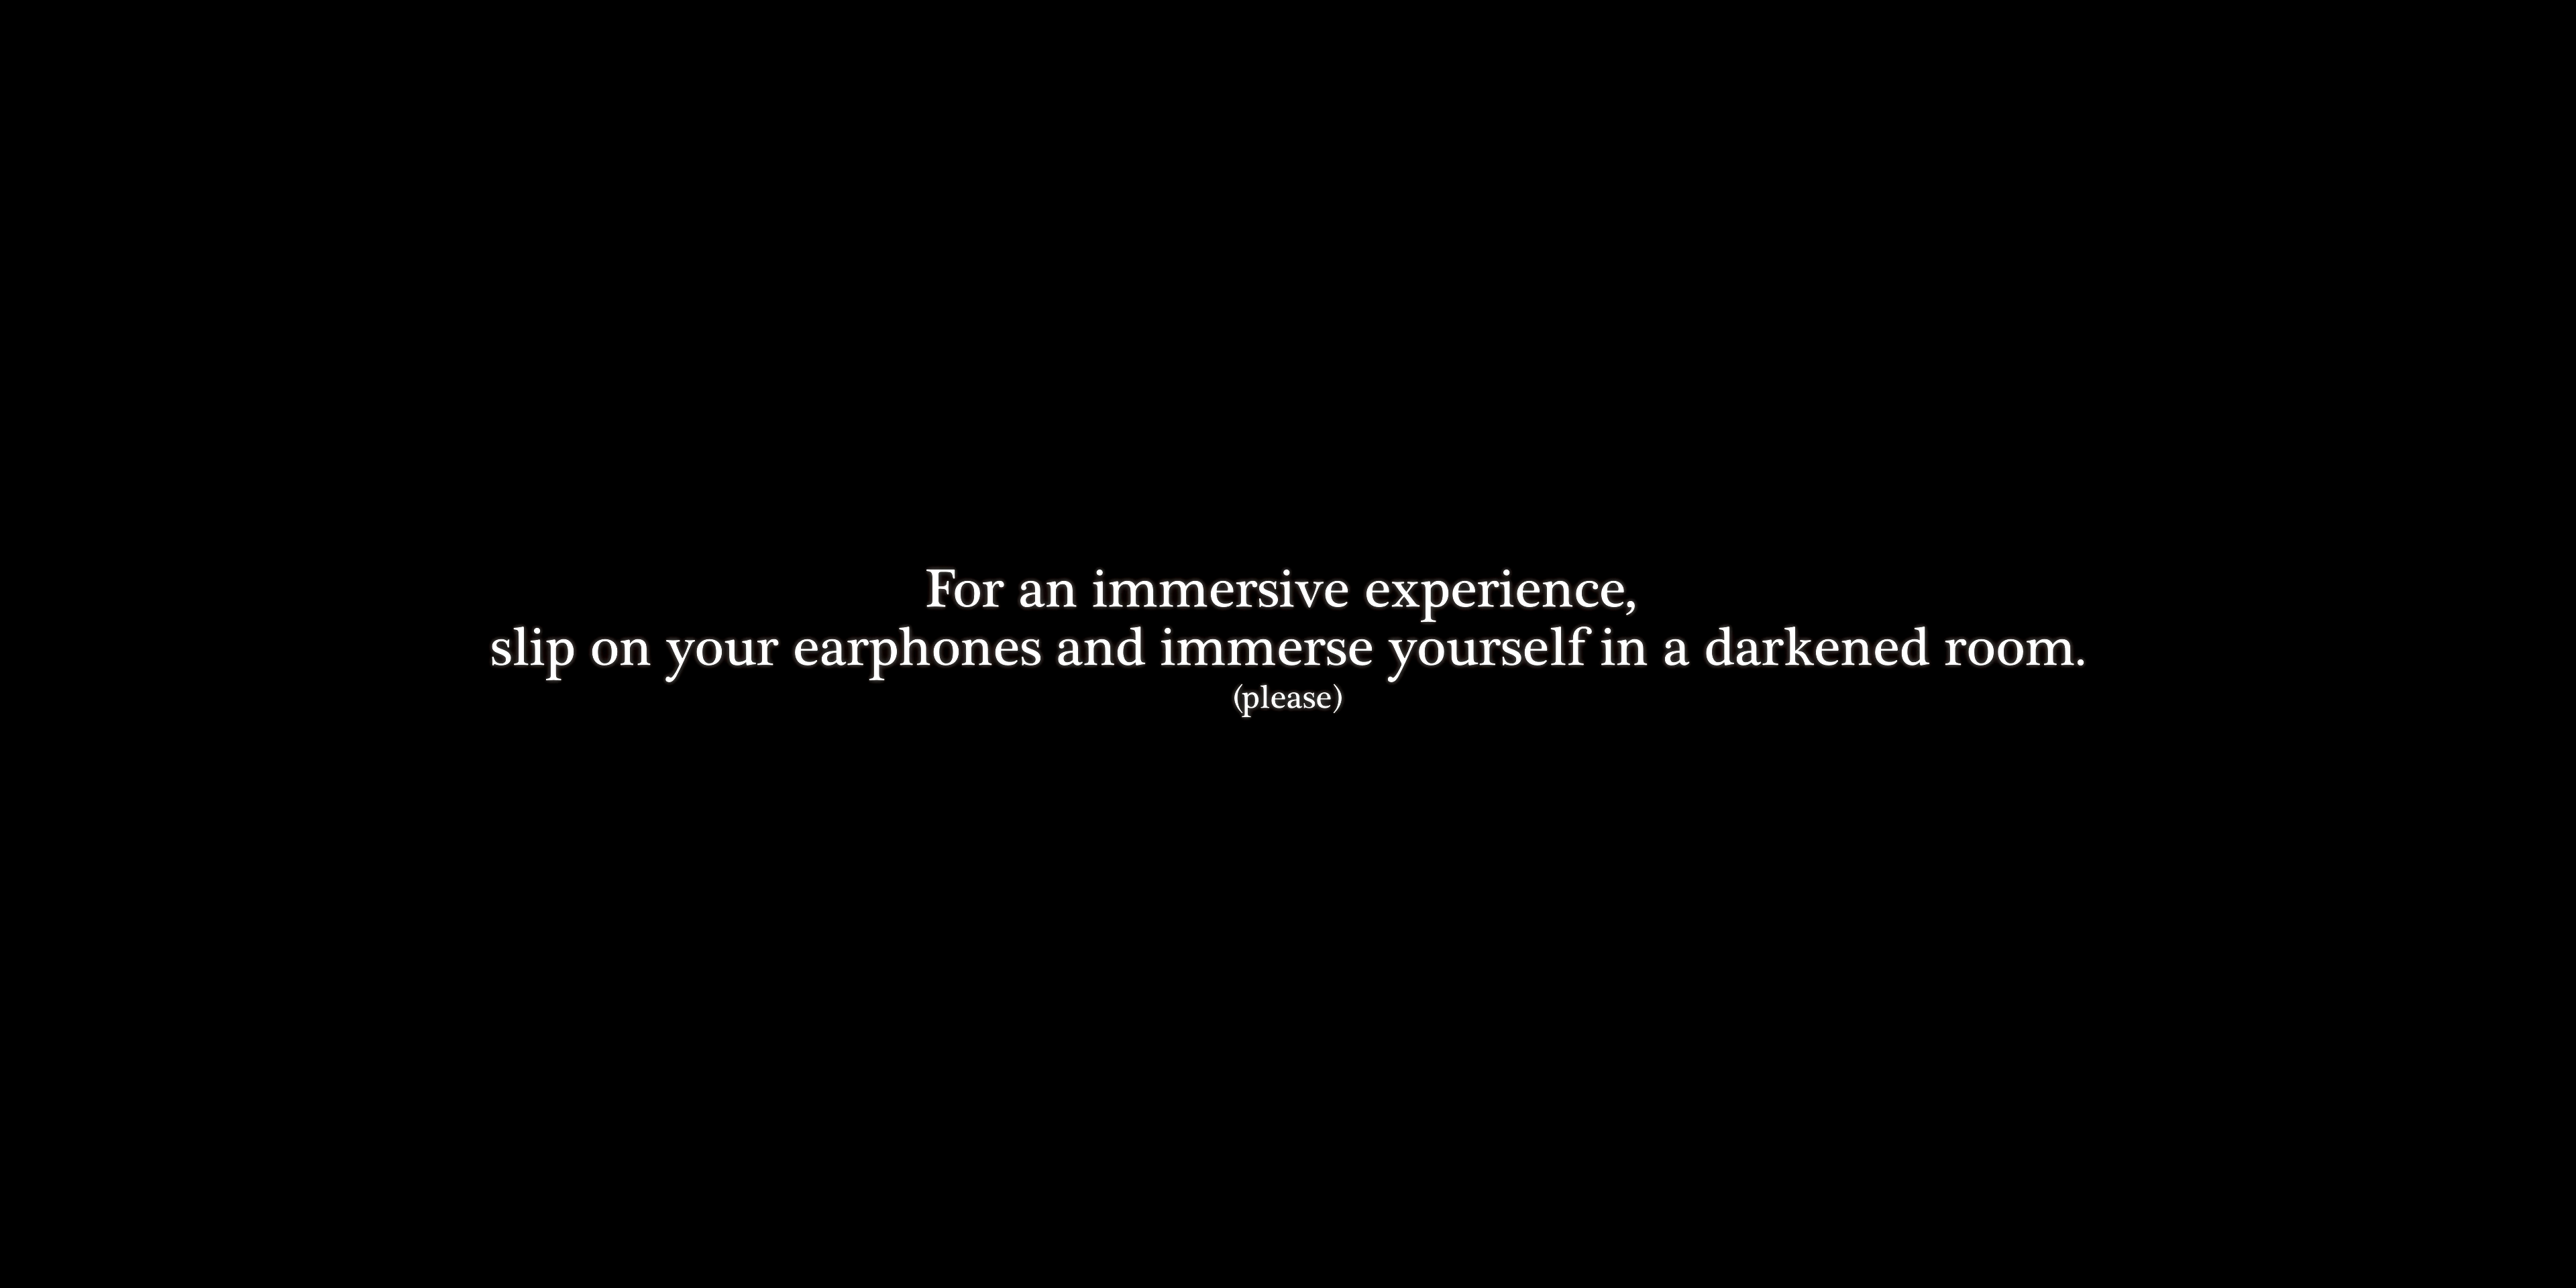 For an immersive experience,
slip on your earphones and immerse yourself in a darkened room.
(please)